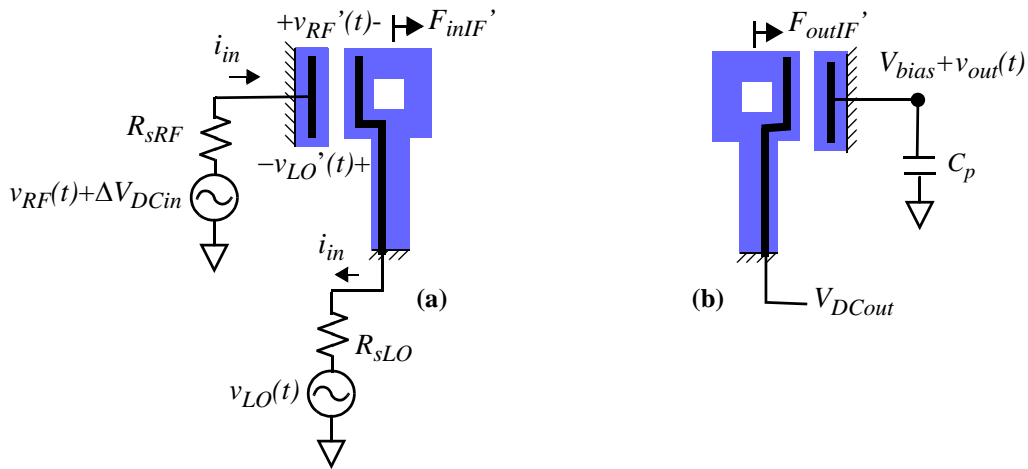 +v_RF'(t)-
F_inIF'
i_in
R_sRF
−v_LO'(t)+
v_RF(t)+ΔV_DCin
i_in
(a)
R_sLO
v_LO(t)
F_outIF'
V_bias+v_out(t)
C_p
(b)
V_DCout